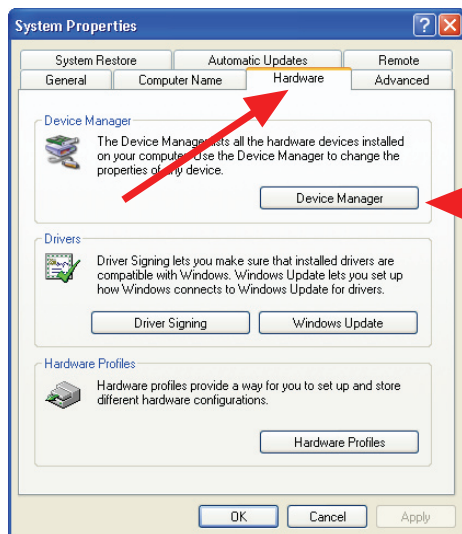 System Properties
System Restore Automatic Updates Remote
General Computer Name Hardware Advanced
Device Manager
The Device Manager lists all the hardware devices installed
on your computer. Use the Device Manager to change the
properties of any device.
Device Manager
Drivers
Driver Signing lets you make sure that installed drivers are
compatible with Windows. Windows Update lets you set up
how Windows connects to Windows Update for drivers.
Driver Signing Windows Update
Hardware Profiles
Hardware profiles provide a way for you to set up and store
different hardware configurations.
Hardware Profiles
OK Cancel Apply